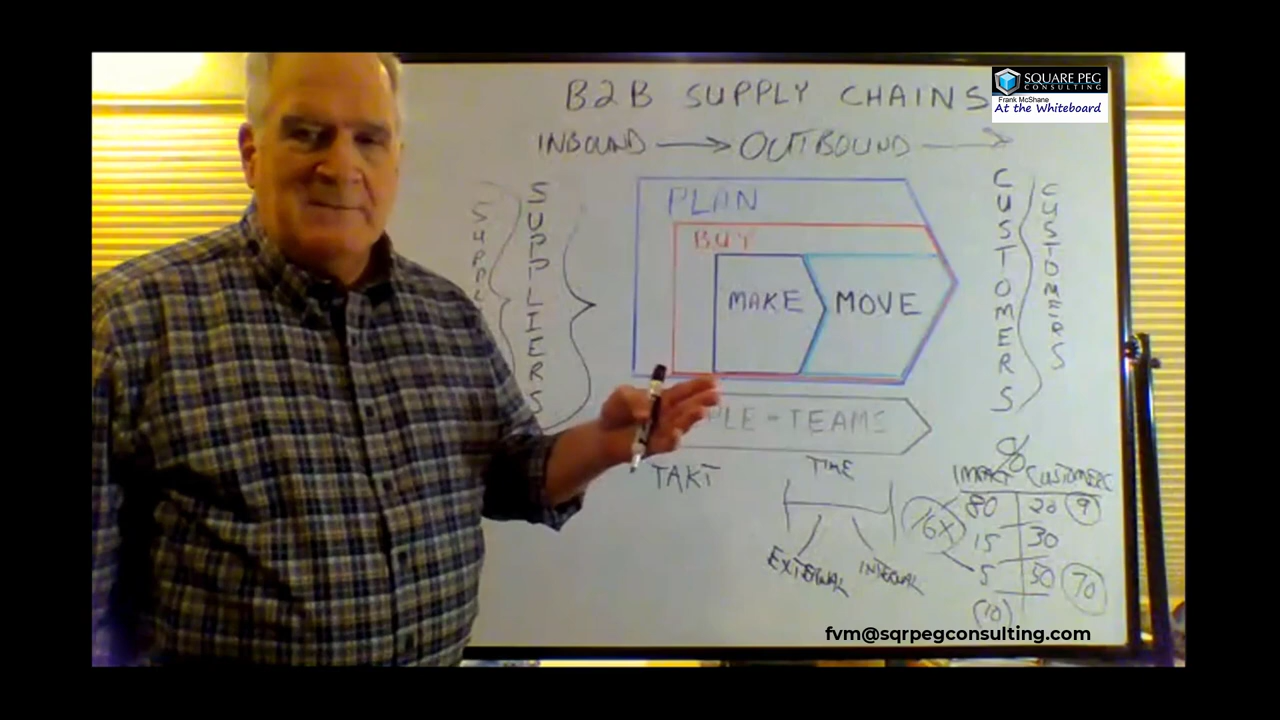 SQUARE PEG
CONSULTING
Frank McShane
At the Whiteboard
B2B SUPPLY CHAINS
INBOUND → OUTBOUND →
SUPPL
SUPPLIERS
PLAN
BUY
MAKE
MOVE
CUSTOMERS
CUSTOMERS
PLE-TEAMS
TAKT
TIME
EXTERNAL
INTERNAL
%
IMPACT CUSTOMERS
16X
80 20 9
15 30
5 50 70
(10)
fvm@sqrpegconsulting.com